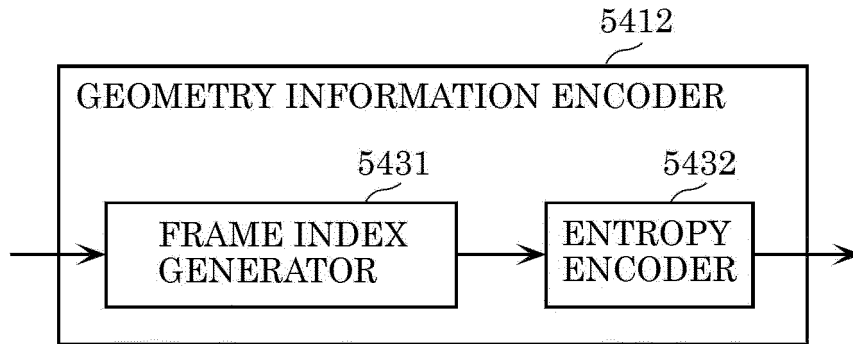 5412
GEOMETRY INFORMATION ENCODER
5431
5432
FRAME INDEX
GENERATOR
ENTROPY
ENCODER